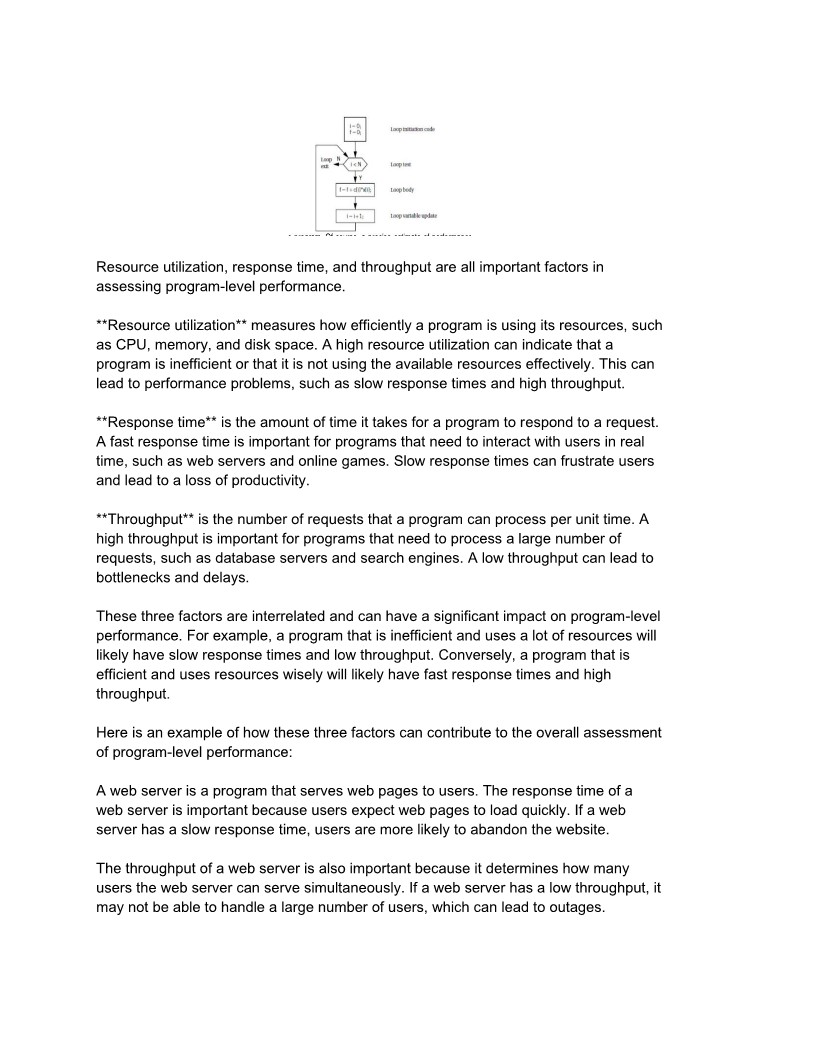 i=0;
f=0;
Loop initiation code
Loop exit
N
i<N
Loop test
Y
Loop body
i=i+1;
Loop variable update
a program. Of course, a precise estimate of performance
Resource utilization, response time, and throughput are all important factors in
assessing program-level performance.
**Resource utilization** measures how efficiently a program is using its resources, such
as CPU, memory, and disk space. A high resource utilization can indicate that a
program is inefficient or that it is not using the available resources effectively. This can
lead to performance problems, such as slow response times and high throughput.
**Response time** is the amount of time it takes for a program to respond to a request.
A fast response time is important for programs that need to interact with users in real
time, such as web servers and online games. Slow response times can frustrate users
and lead to a loss of productivity.
**Throughput** is the number of requests that a program can process per unit time. A
high throughput is important for programs that need to process a large number of
requests, such as database servers and search engines. A low throughput can lead to
bottlenecks and delays.
These three factors are interrelated and can have a significant impact on program-level
performance. For example, a program that is inefficient and uses a lot of resources will
likely have slow response times and low throughput. Conversely, a program that is
efficient and uses resources wisely will likely have fast response times and high
throughput.
Here is an example of how these three factors can contribute to the overall assessment
of program-level performance:
A web server is a program that serves web pages to users. The response time of a
web server is important because users expect web pages to load quickly. If a web
server has a slow response time, users are more likely to abandon the website.
The throughput of a web server is also important because it determines how many
users the web server can serve simultaneously. If a web server has a low throughput, it
may not be able to handle a large number of users, which can lead to outages.